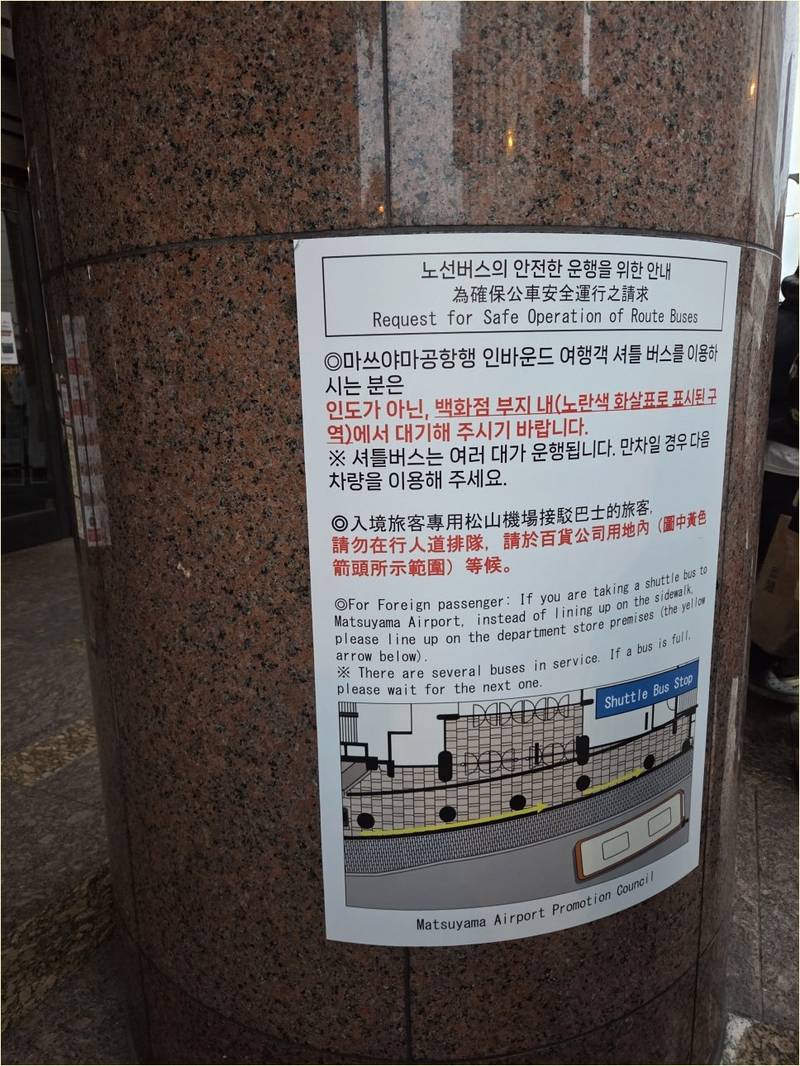 노선버스의 안전한 운행을 위한 안내
為確保公車安全運行之請求
Request for Safe Operation of Route Buses
◎마쓰야마공항행 인바운드 여행객 셔틀 버스를 이용하
시는 분은
인도가 아닌, 백화점 부지 내(노란색 화살표로 표시된 구
역)에서 대기해 주시기 바랍니다.
※ 셔틀버스는 여러 대가 운행됩니다. 만차일 경우 다음
차량을 이용해 주세요.
◎入境旅客專用松山機場接駁巴士的旅客,
請勿在行人道排隊, 請於百貨公司用地內（圖中黃色
箭頭所示範圍）等候。
◎For Foreign passenger: If you are taking a shuttle bus to
Matsuyama Airport, instead of lining up on the sidewalk,
please line up on the department store premises (the yellow
arrow below).
※ There are several buses in service. If a bus is full,
please wait for the next one.
Shuttle Bus Stop
Matsuyama Airport Promotion Council